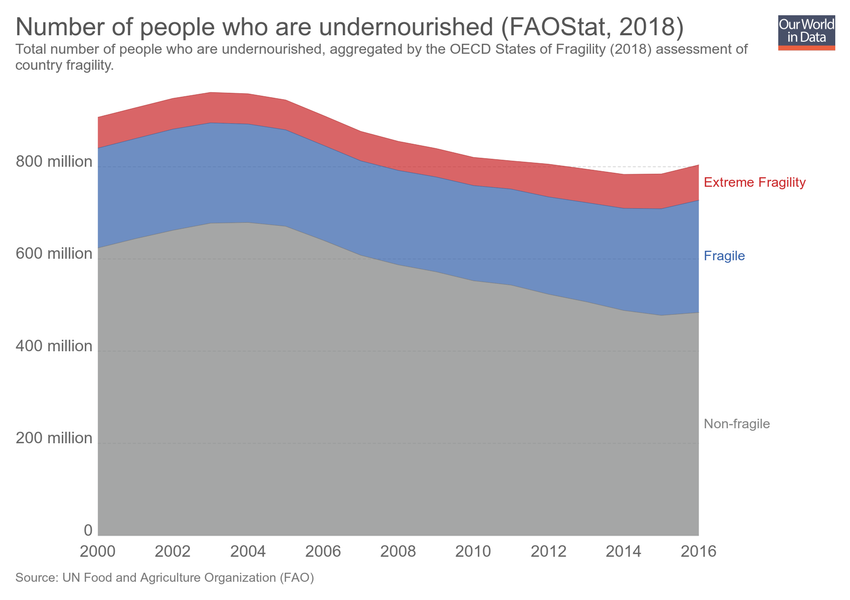 Number of people who are undernourished (FAOStat, 2018)
Our World
in Data
Total number of people who are undernourished, aggregated by the OECD States of Fragility (2018) assessment of
country fragility.
800 million
600 million
400 million
200 million
0
Extreme Fragility
Fragile
Non-fragile
2000 2002 2004 2006 2008 2010 2012 2014 2016
Source: UN Food and Agriculture Organization (FAO)